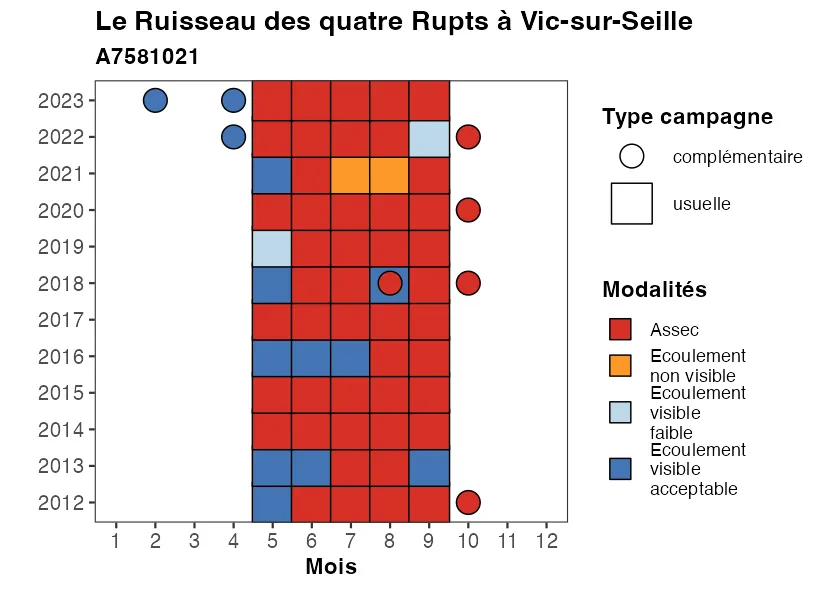 Le Ruisseau des quatre Rupts à Vic-sur-Seille
A7581021
2023
2022
2021
2020
2019
2018
2017
2016
2015
2014
2013
2012
1 2 3 4 5 6 7 8 9 10 11 12
Mois
Type campagne
complémentaire
usuelle
Modalités
Assec
Ecoulement
non visible
Ecoulement
visible
faible
Ecoulement
visible
acceptable